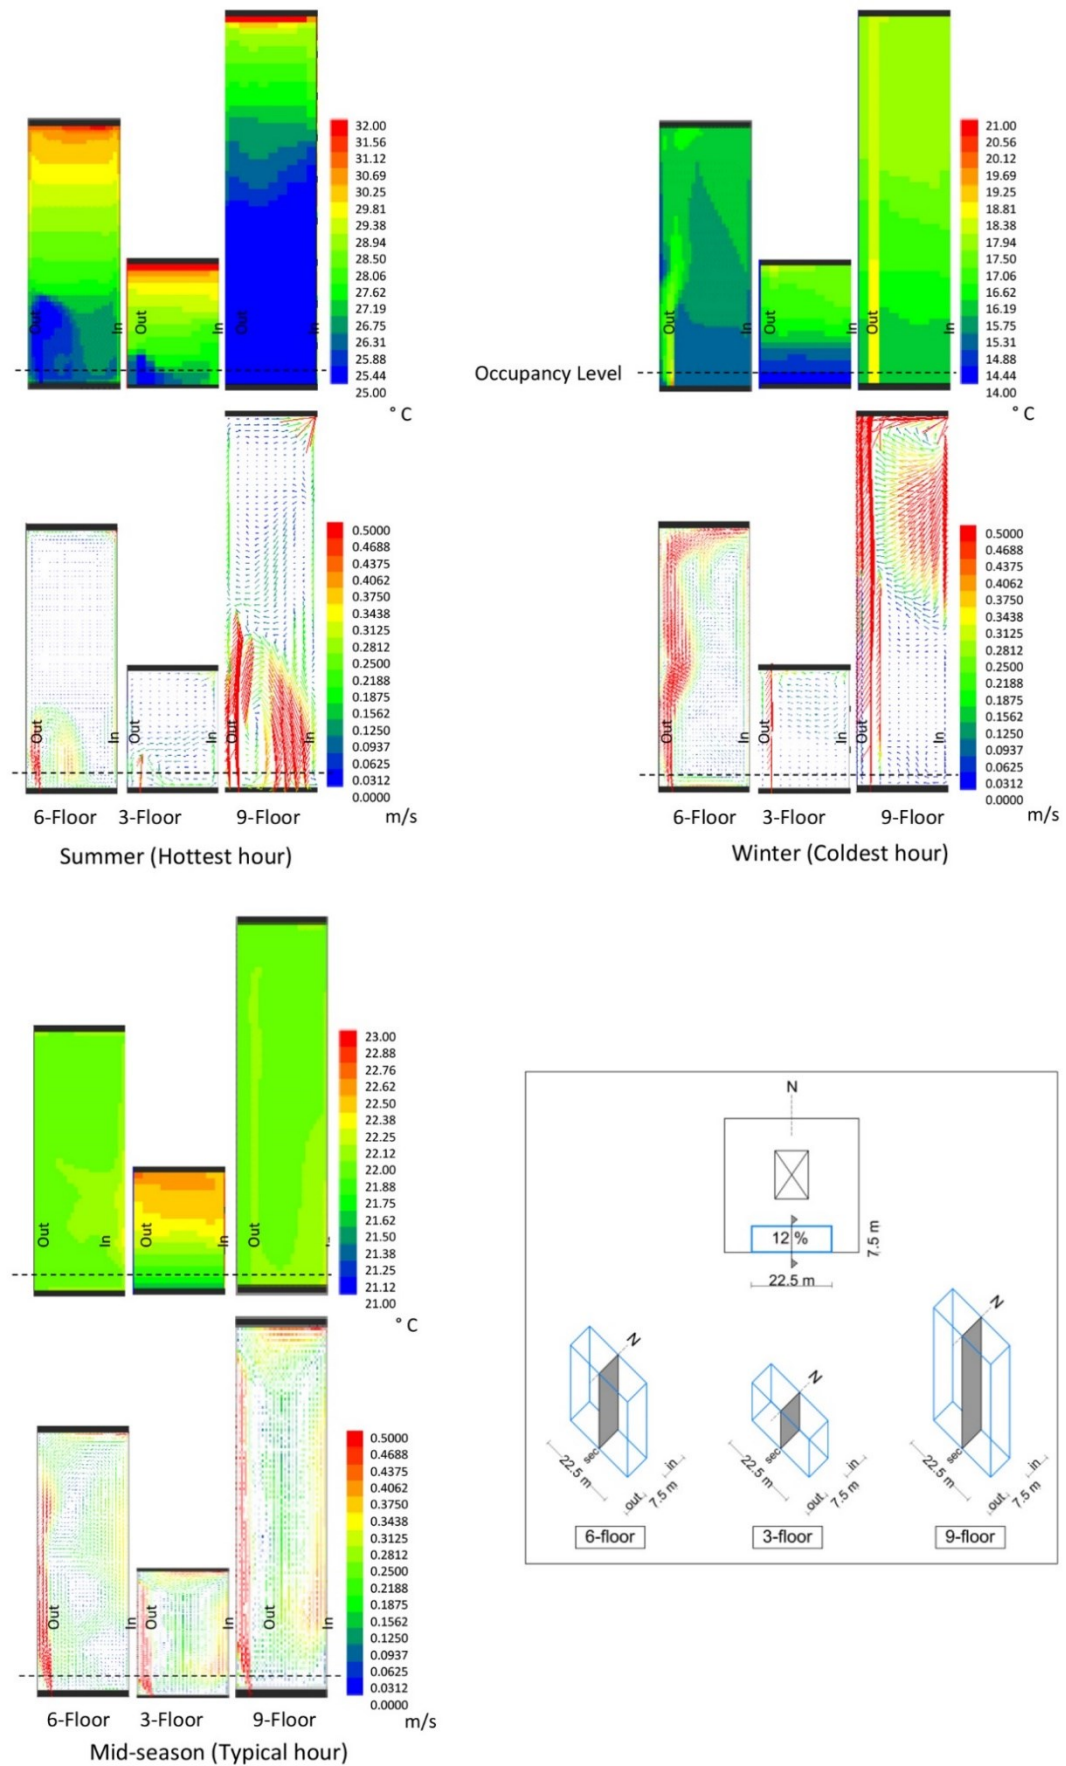 Out
In
Out
In
Out
In
32.00
31.56
31.12
30.69
30.25
29.81
29.38
28.94
28.50
28.06
27.62
27.19
26.75
26.31
25.88
25.44
25.00
° C
Occupancy Level
Out
In
Out
In
Out
In
21.00
20.56
20.12
19.69
19.25
18.81
18.38
17.94
17.50
17.06
16.62
16.19
15.75
15.31
14.88
14.44
14.00
° C
Out
In
Out
In
Out
In
0.5000
0.4688
0.4375
0.4062
0.3750
0.3438
0.3125
0.2812
0.2500
0.2188
0.1875
0.1562
0.1250
0.0937
0.0625
0.0312
0.0000
6-Floor 3-Floor 9-Floor m/s
Summer (Hottest hour)
Out
In
Out
In
Out
In
0.5000
0.4688
0.4375
0.4062
0.3750
0.3438
0.3125
0.2812
0.2500
0.2188
0.1875
0.1562
0.1250
0.0937
0.0625
0.0312
0.0000
6-Floor 3-Floor 9-Floor m/s
Winter (Coldest hour)
Out
In
Out
In
Out
23.00
22.88
22.76
22.62
22.50
22.38
22.25
22.12
22.00
21.88
21.75
21.62
21.50
21.38
21.25
21.12
21.00
° C
Out
In
Out
In
Out
In
0.5000
0.4688
0.4375
0.4062
0.3750
0.3438
0.3125
0.2812
0.2500
0.2188
0.1875
0.1562
0.1250
0.0937
0.0625
0.0312
0.0000
6-Floor 3-Floor 9-Floor m/s
Mid-season (Typical hour)
N
12 %
7.5 m
22.5 m
N
sec
22.5 m
out
in
7.5 m
6-floor
N
sec
22.5 m
out
in
7.5 m
3-floor
N
sec
22.5 m
out
in
7.5 m
9-floor